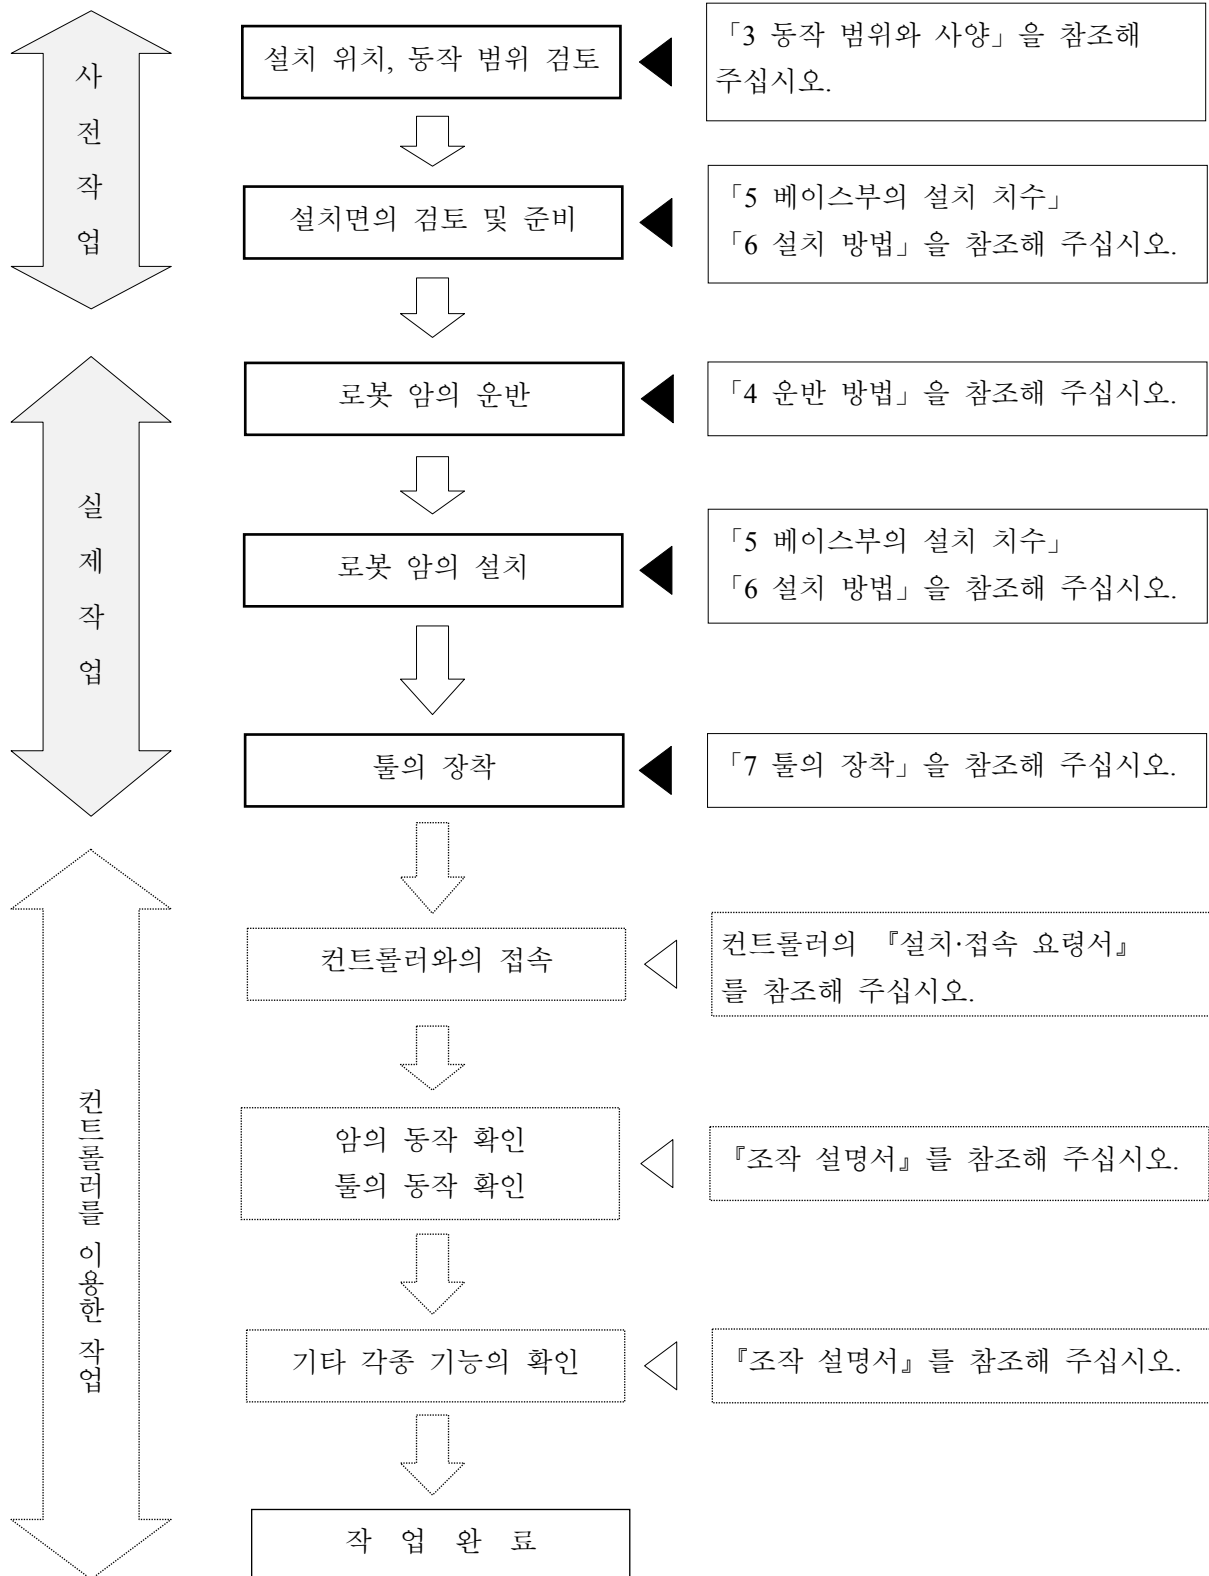 사전작업
설치 위치, 동작 범위 검토
「3 동작 범위와 사양」을 참조해
주십시오.
설치면의 검토 및 준비
「5 베이스부의 설치 치수」
「6 설치 방법」을 참조해 주십시오.
실제작업
로봇 암의 운반
「4 운반 방법」을 참조해 주십시오.
로봇 암의 설치
「5 베이스부의 설치 치수」
「6 설치 방법」을 참조해 주십시오.
툴의 장착
「7 툴의 장착」을 참조해 주십시오.
컨트롤러를 이용한 작업
컨트롤러와의 접속
컨트롤러의 『설치·접속 요령서』
를 참조해 주십시오.
암의 동작 확인
툴의 동작 확인
『조작 설명서』를 참조해 주십시오.
기타 각종 기능의 확인
『조작 설명서』를 참조해 주십시오.
작 업 완 료